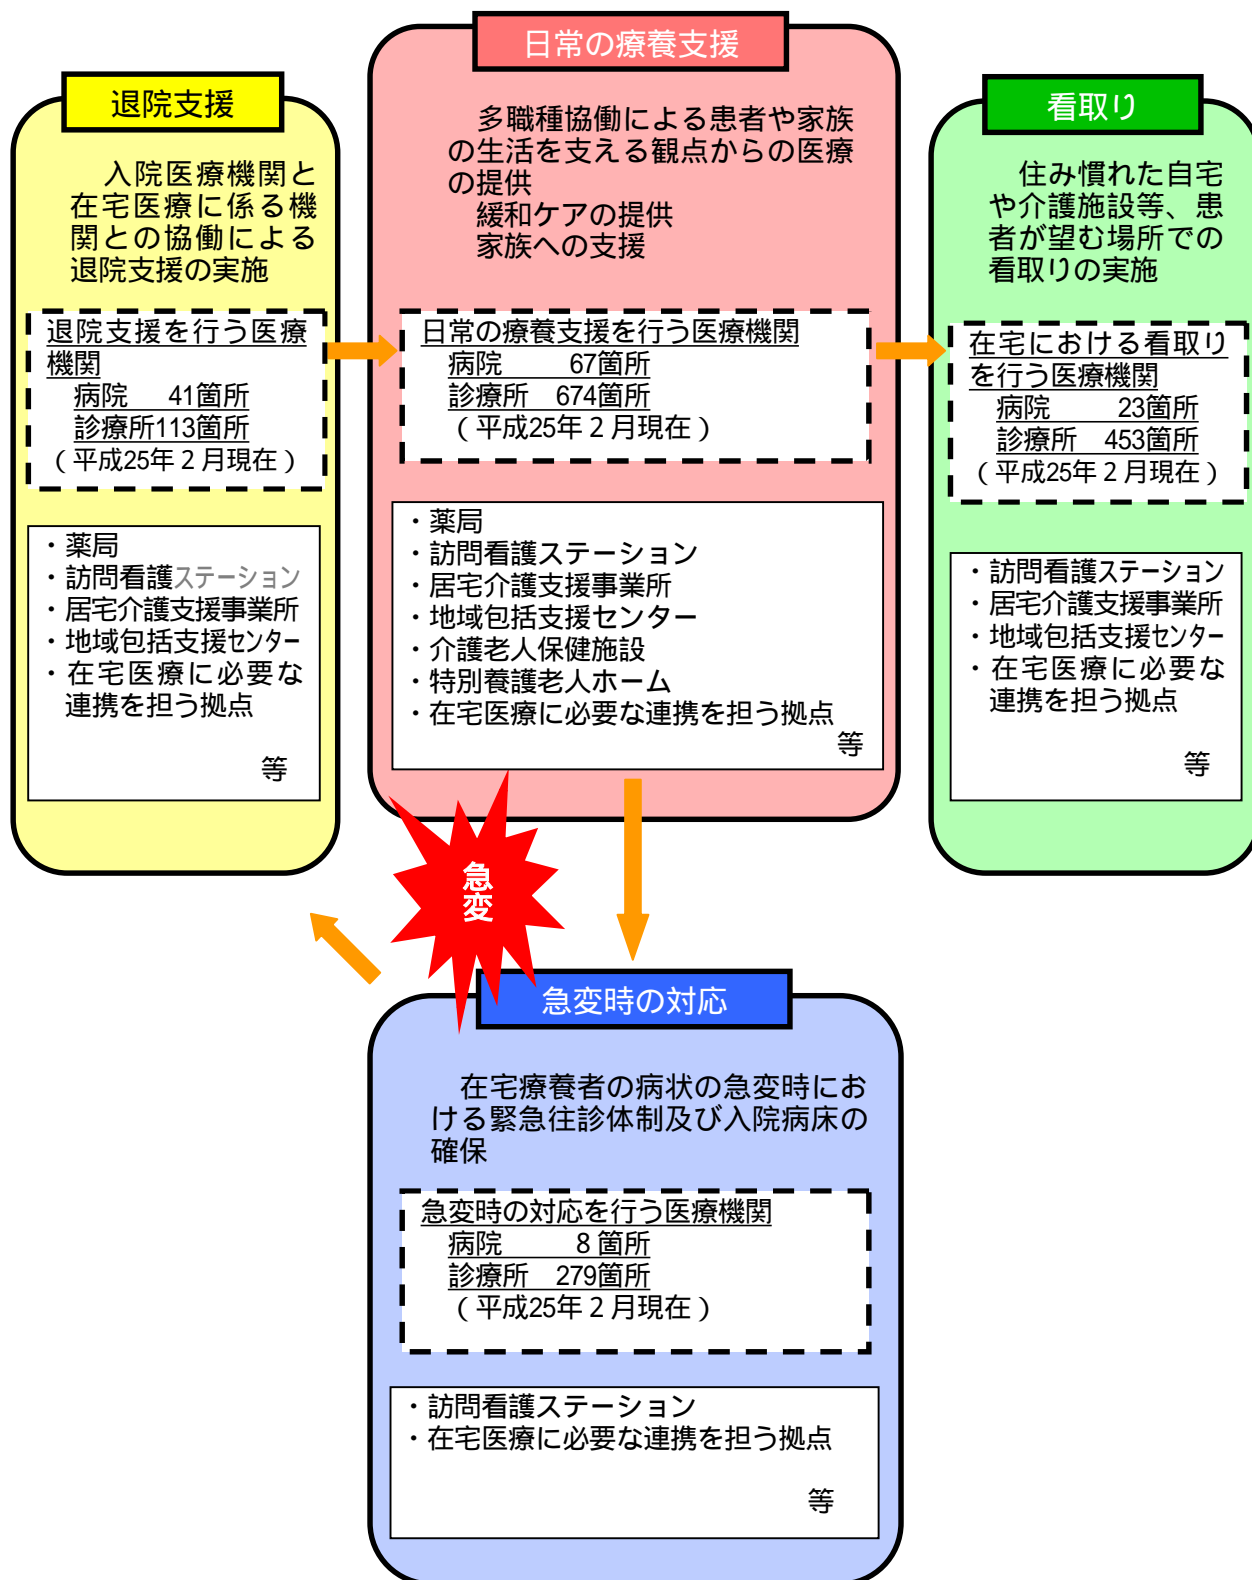 退院支援
入院医療機関と
在宅医療に係る機
関との協働による
退院支援の実施
退院支援を行う医療
機関
病院 41箇所
診療所113箇所
(平成25年2月現在)
・薬局
・訪問看護ステーション
・居宅介護支援事業所
・地域包括支援センター
・在宅医療に必要な
連携を担う拠点
等
日常の療養支援
多職種協働による患者や家族
の生活を支える観点からの医療
の提供
緩和ケアの提供
家族への支援
日常の療養支援を行う医療機関
病院 67箇所
診療所 674箇所
(平成25年2月現在)
・薬局
・訪問看護ステーション
・居宅介護支援事業所
・地域包括支援センター
・介護老人保健施設
・特別養護老人ホーム
・在宅医療に必要な連携を担う拠点
等
看取り
住み慣れた自宅
や介護施設等、患
者が望む場所での
看取りの実施
在宅における看取り
を行う医療機関
病院 23箇所
診療所 453箇所
(平成25年2月現在)
・訪問看護ステーション
・居宅介護支援事業所
・地域包括支援センター
・在宅医療に必要な
連携を担う拠点
等
急変
急変時の対応
在宅療養者の病状の急変時にお
ける緊急往診体制及び入院病床の
確保
急変時の対応を行う医療機関
病院 8箇所
診療所 279箇所
(平成25年2月現在)
・訪問看護ステーション
・在宅医療に必要な連携を担う拠点
等